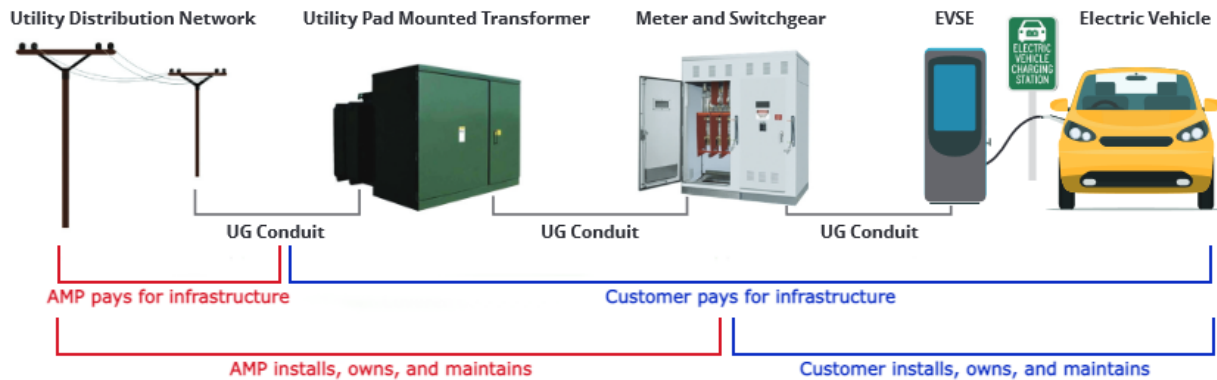 Utility Distribution Network
Utility Pad Mounted Transformer
Meter and Switchgear
EVSE
Electric Vehicle
ELECTRIC
VEHICLE
CHARGING
STATION
UG Conduit
UG Conduit
UG Conduit
AMP pays for infrastructure
Customer pays for infrastructure
AMP installs, owns, and maintains
Customer installs, owns, and maintains